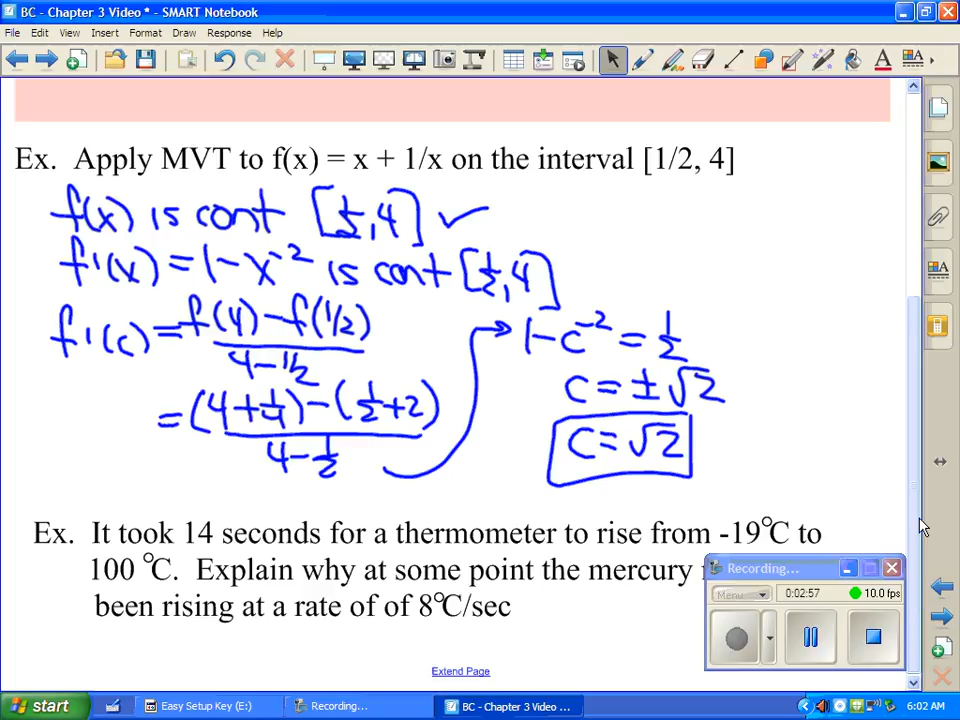 BC - Chapter 3 Video * - SMART Notebook
File Edit View Insert Format Draw Response Help
Ex. Apply MVT to f(x) = x + 1/x on the interval [1/2, 4]
f(x) is cont [1/2, 4] ✓
f'(x) = 1 - x^-2 is cont [1/2, 4]
f'(c) = f(4) - f(1/2) / 4 - 1/2
= (4 + 1/4) - (1/2 + 2) / 4 - 1/2
1 - c^-2 = 1/2
c = ± √2
c = √2
Ex. It took 14 seconds for a thermometer to rise from -19°C to
100 °C. Explain why at some point the mercury
been rising at a rate of of 8°C/sec
Recording...
Menu 0:02:57 10.0 fps
Extend Page
start Easy Setup Key (E:) Recording... BC - Chapter 3 Video ... 6:02 AM